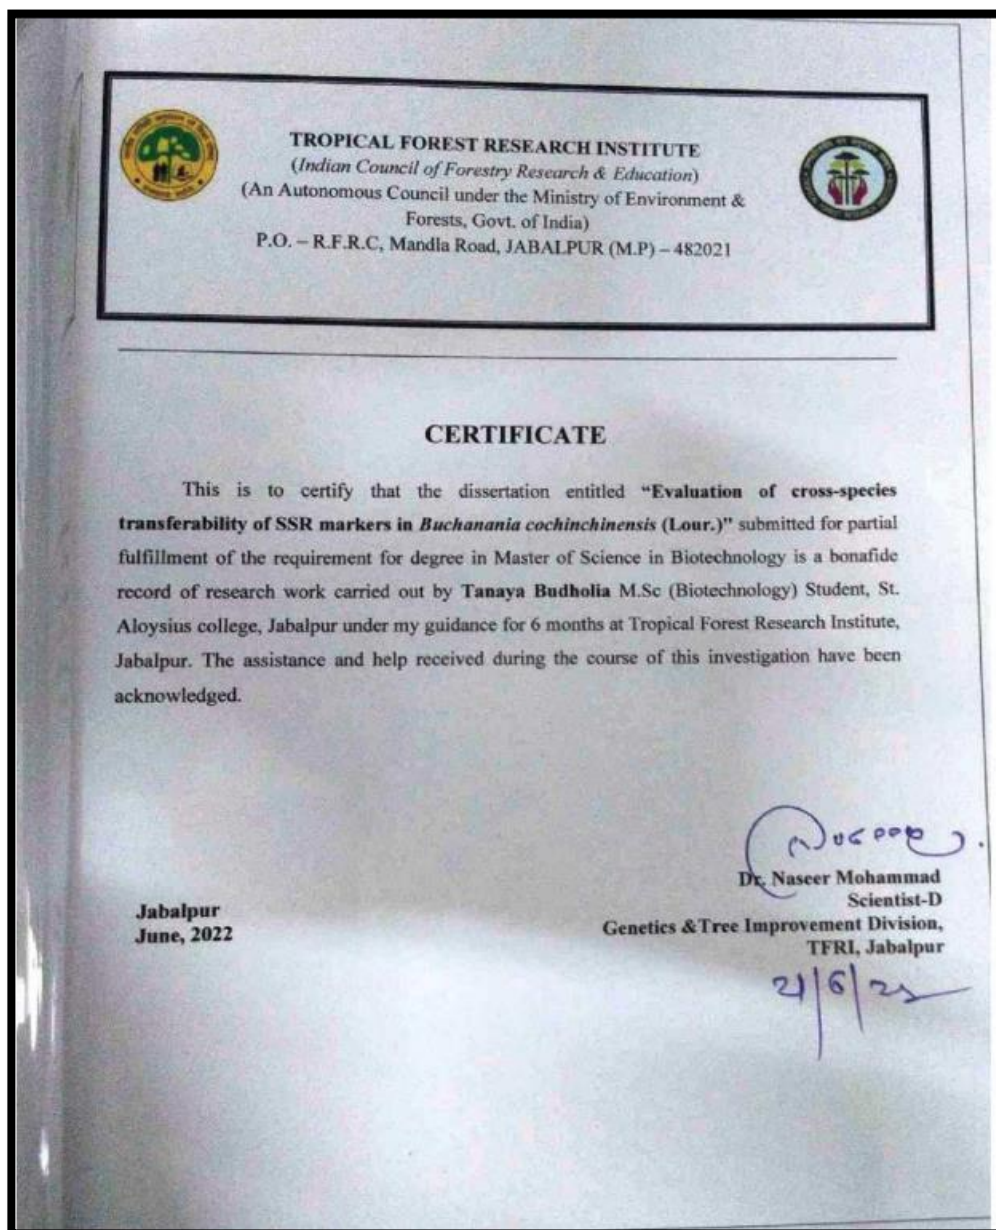 TROPICAL FOREST RESEARCH INSTITUTE
(Indian Council of Forestry Research & Education)
(An Autonomous Council under the Ministry of Environment &
Forests, Govt. of India)
P.O. – R.F.R.C, Mandla Road, JABALPUR (M.P) – 482021
CERTIFICATE
This is to certify that the dissertation entitled “Evaluation of cross-species
transferability of SSR markers in Buchanania cochinchinensis (Lour.)” submitted for partial
fulfillment of the requirement for degree in Master of Science in Biotechnology is a bonafide
record of research work carried out by Tanaya Budholia M.Sc (Biotechnology) Student, St.
Aloysius college, Jabalpur under my guidance for 6 months at Tropical Forest Research Institute,
Jabalpur. The assistance and help received during the course of this investigation have been
acknowledged.
Dr. Naseer Mohammad
Scientist-D
Genetics &Tree Improvement Division,
TFRI, Jabalpur
Jabalpur
June, 2022
21/6/22